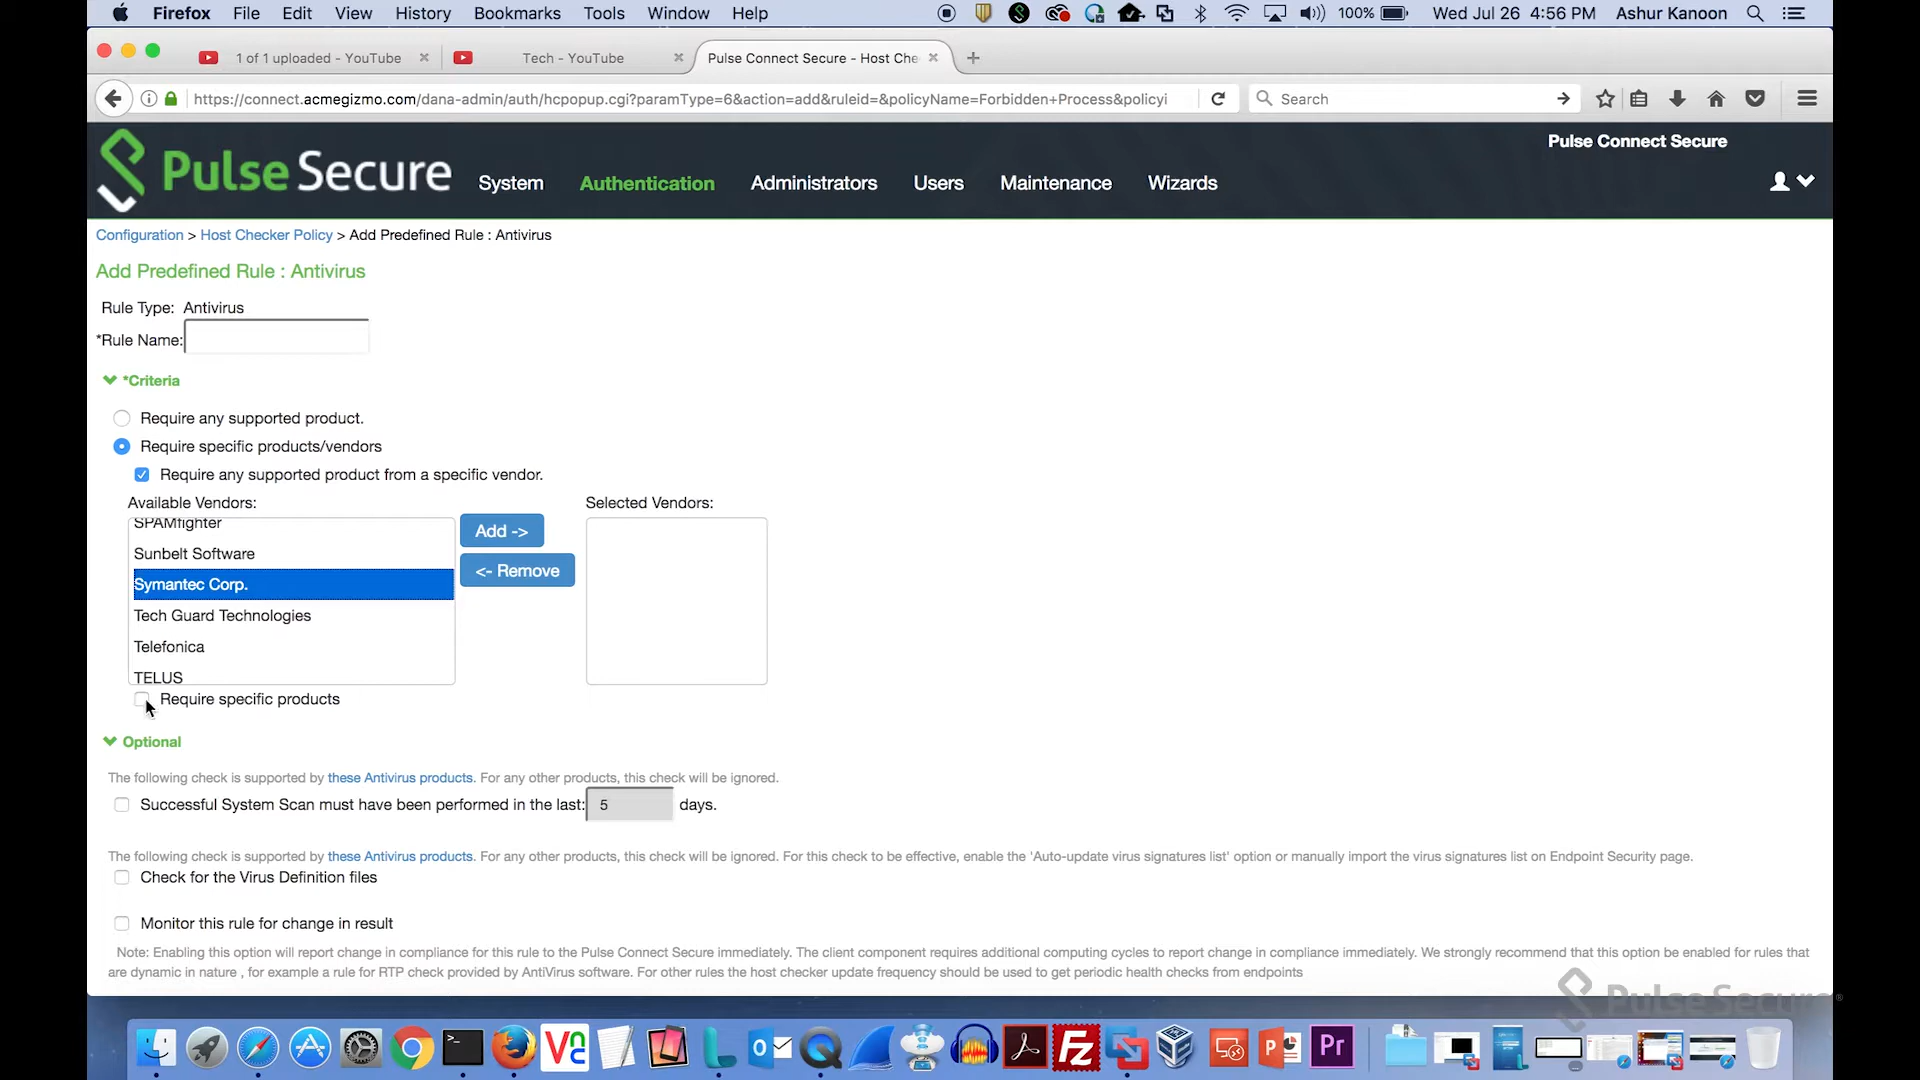 Firefox File Edit View History Bookmarks Tools Window Help 100% Wed Jul 26 4:56 PM Ashur Kanoon
1 of 1 uploaded - YouTube Tech - YouTube Pulse Connect Secure - Host Che
https://connect.acmegizmo.com/dana-admin/auth/hcpopup.cgi?paramType=6&action=add&ruleid=&policyName=Forbidden+Process&policyi Search
Pulse Connect Secure
Pulse Secure System Authentication Administrators Users Maintenance Wizards
Configuration > Host Checker Policy > Add Predefined Rule : Antivirus
Add Predefined Rule : Antivirus
Rule Type: Antivirus
*Rule Name:
*Criteria
Require any supported product.
Require specific products/vendors
Require any supported product from a specific vendor.
Available Vendors: Selected Vendors:
SPAMfighter
Add ->
Sunbelt Software
<- Remove
Symantec Corp.
Tech Guard Technologies
Telefonica
TELUS
Require specific products
Optional
The following check is supported by these Antivirus products. For any other products, this check will be ignored.
Successful System Scan must have been performed in the last: 5 days.
The following check is supported by these Antivirus products. For any other products, this check will be ignored. For this check to be effective, enable the 'Auto-update virus signatures list' option or manually import the virus signatures list on Endpoint Security page.
Check for the Virus Definition files
Monitor this rule for change in result
Note: Enabling this option will report change in compliance for this rule to the Pulse Connect Secure immediately. The client component requires additional computing cycles to report change in compliance immediately. We strongly recommend that this option be enabled for rules that
are dynamic in nature , for example a rule for RTP check provided by AntiVirus software. For other rules the host checker update frequency should be used to get periodic health checks from endpoints
Pulse Secure®